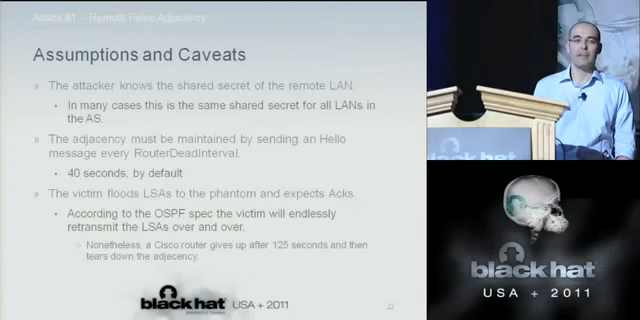 Attack #1 – Remote False Adjacency
Assumptions and Caveats
» The attacker knows the shared secret of the remote LAN.
• In many cases this is the same shared secret for all LANs in
the AS.
» The adjacency must be maintained by sending an Hello
message every RouterDeadInterval.
• 40 seconds, by default
» The victim floods LSAs to the phantom and expects Acks.
• According to the OSPF spec the victim will endlessly
retransmit the LSAs over and over.
○ Nonetheless, a Cisco router gives up after 125 seconds and then
tears down the adjacency.
black hat USA + 2011
22
black hat
black hat
USA + 2011